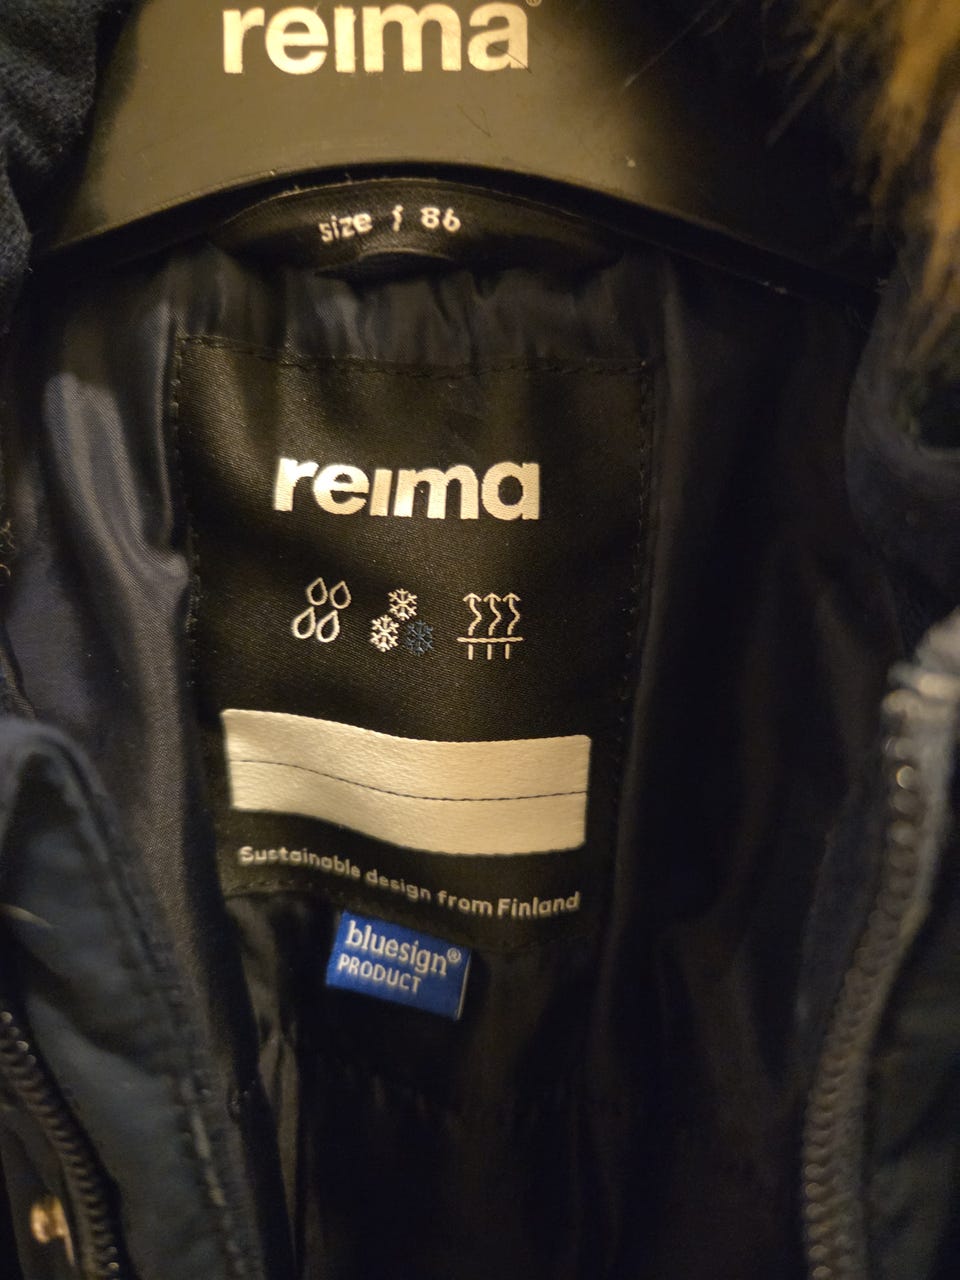 reima®
size / 86
reima
Sustainable design from Finland
bluesign®
PRODUCT